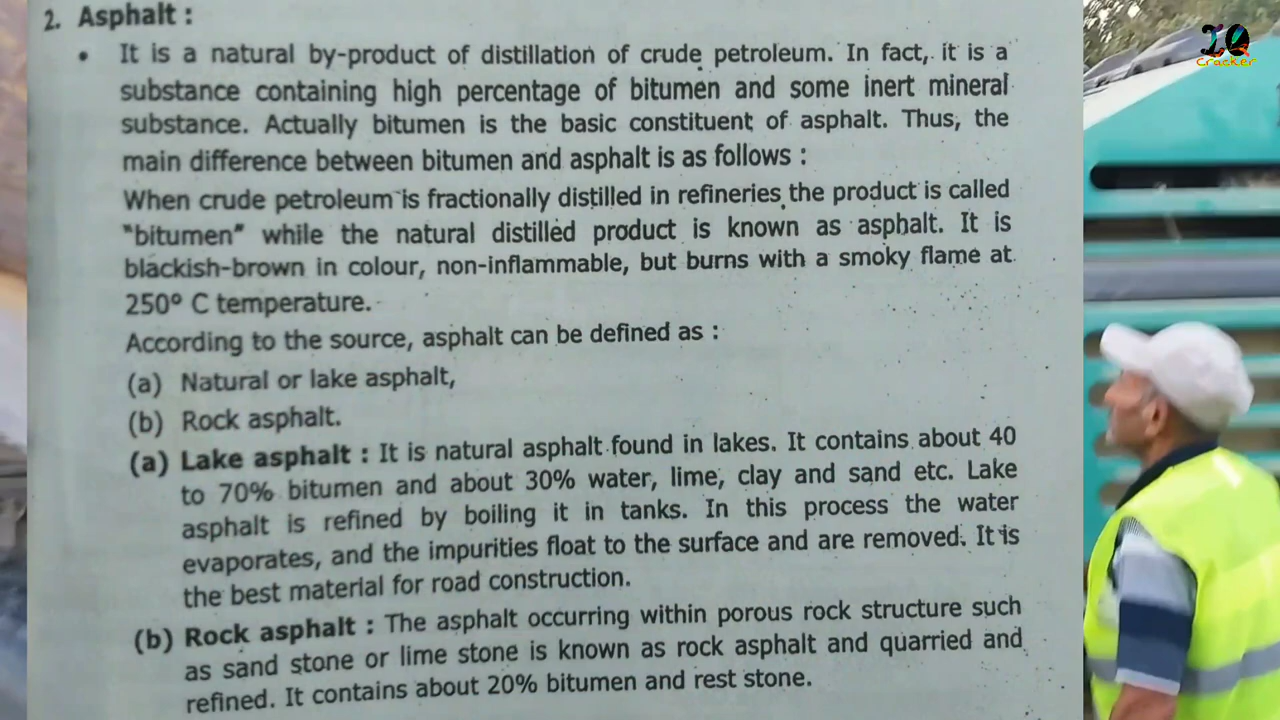 IQ
Cracker
2. Asphalt :
• It is a natural by-product of distillation of crude petroleum. In fact, it is a
substance containing high percentage of bitumen and some inert mineral
substance. Actually bitumen is the basic constituent of asphalt. Thus, the
main difference between bitumen and asphalt is as follows :
When crude petroleum is fractionally distilled in refineries the product is called
"bitumen" while the natural distilled product is known as asphalt. It is
blackish-brown in colour, non-inflammable, but burns with a smoky flame at
250° C temperature.
According to the source, asphalt can be defined as :
(a) Natural or lake asphalt,
(b) Rock asphalt.
(a) Lake asphalt : It is natural asphalt found in lakes. It contains about 40
to 70% bitumen and about 30% water, lime, clay and sand etc. Lake
asphalt is refined by boiling it in tanks. In this process the water
evaporates, and the impurities float to the surface and are removed. It is
the best material for road construction.
(b) Rock asphalt : The asphalt occurring within porous rock structure such
as sand stone or lime stone is known as rock asphalt and quarried and
refined. It contains about 20% bitumen and rest stone.